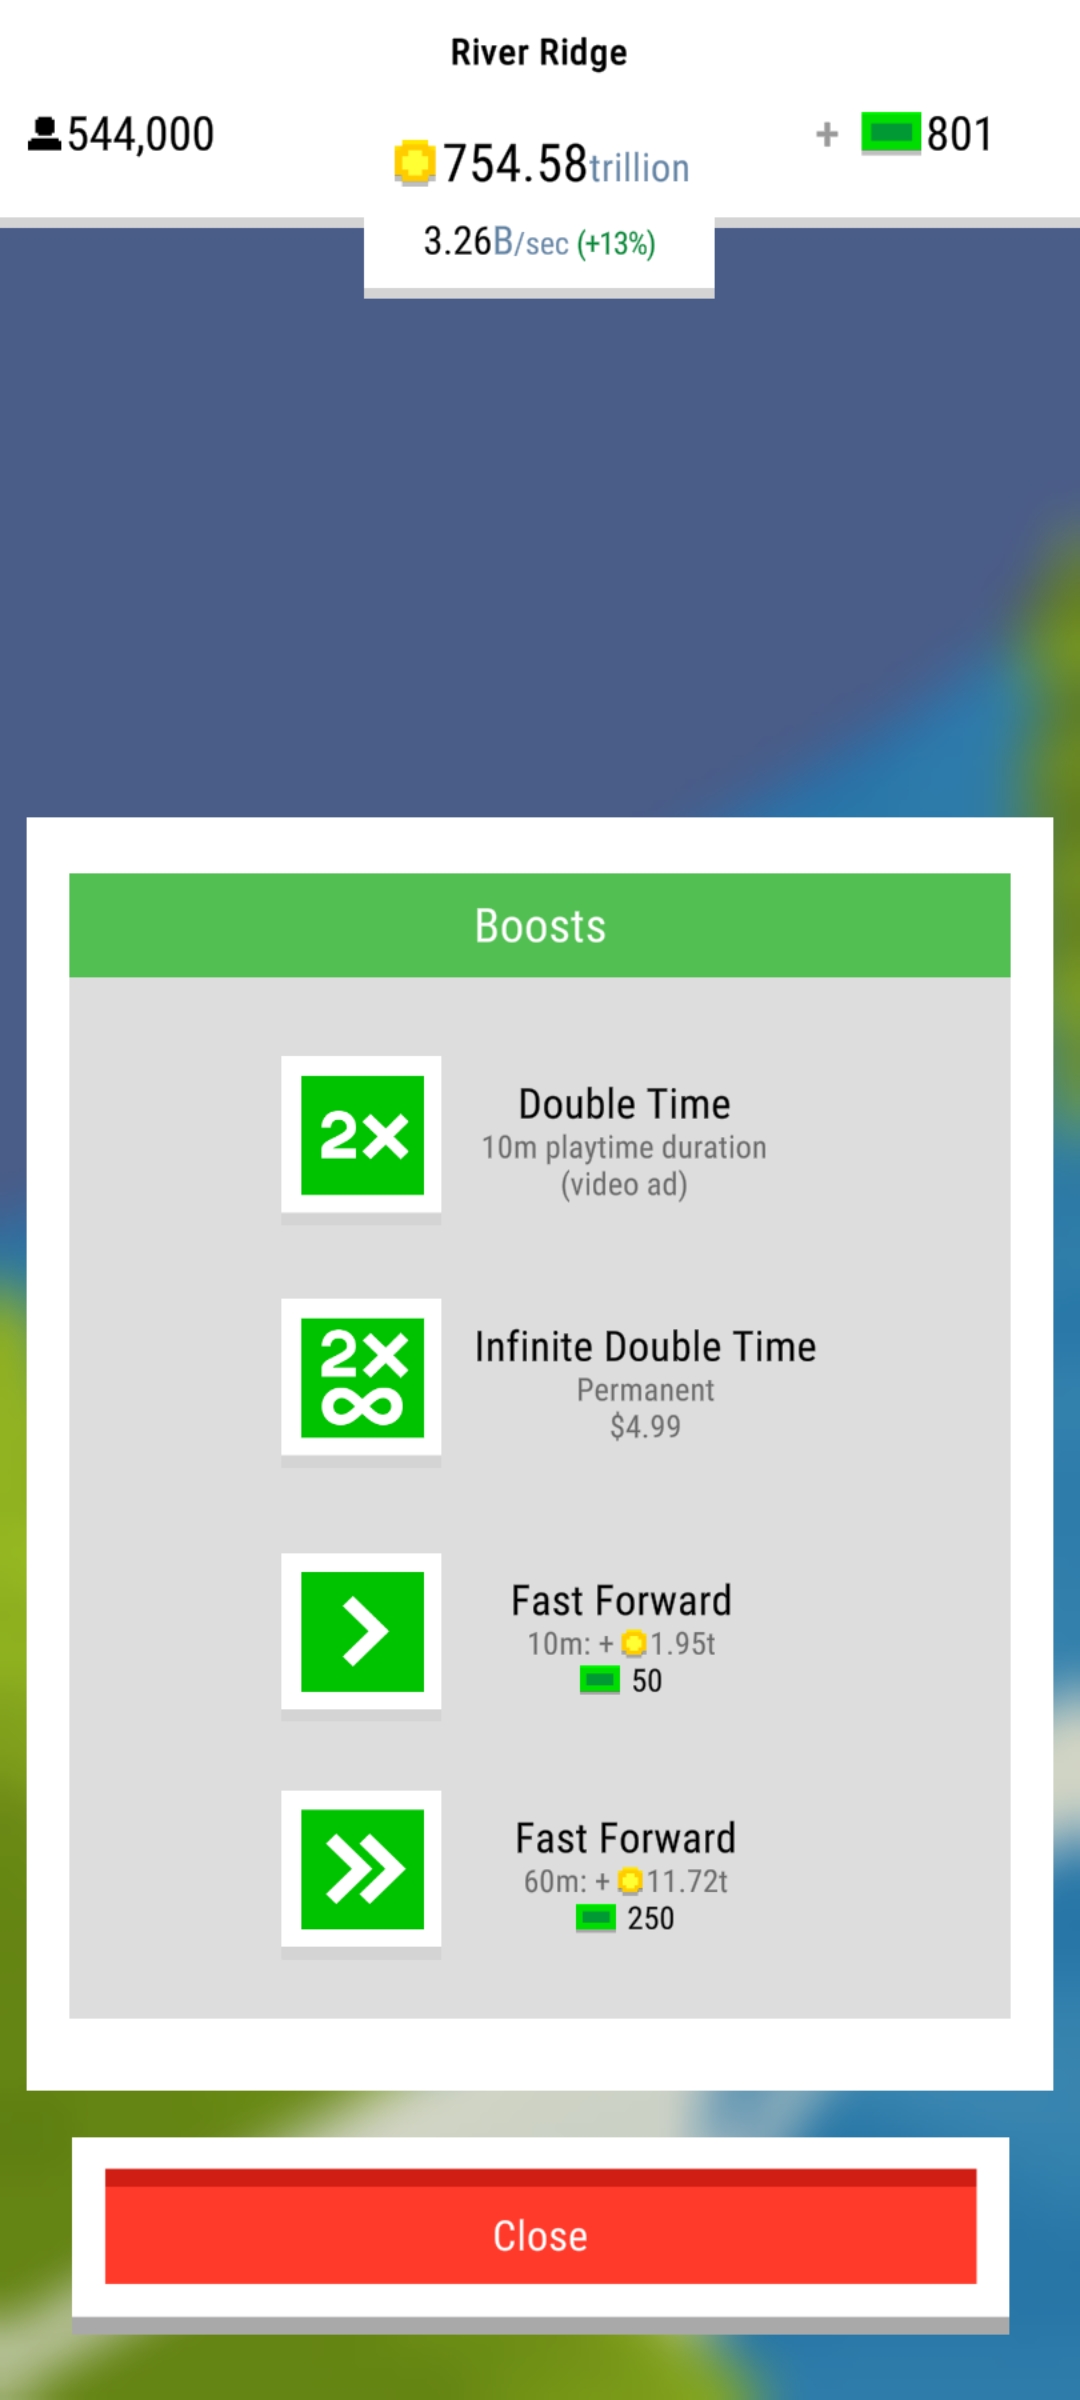 River Ridge
544,000
+ 801
754.58trillion
3.26B/sec (+13%)
Boosts
2×
Double Time
10m playtime duration
(video ad)
2×
∞
Infinite Double Time
Permanent
$4.99
Fast Forward
10m: + 1.95t
50
Fast Forward
60m: + 11.72t
250
Close